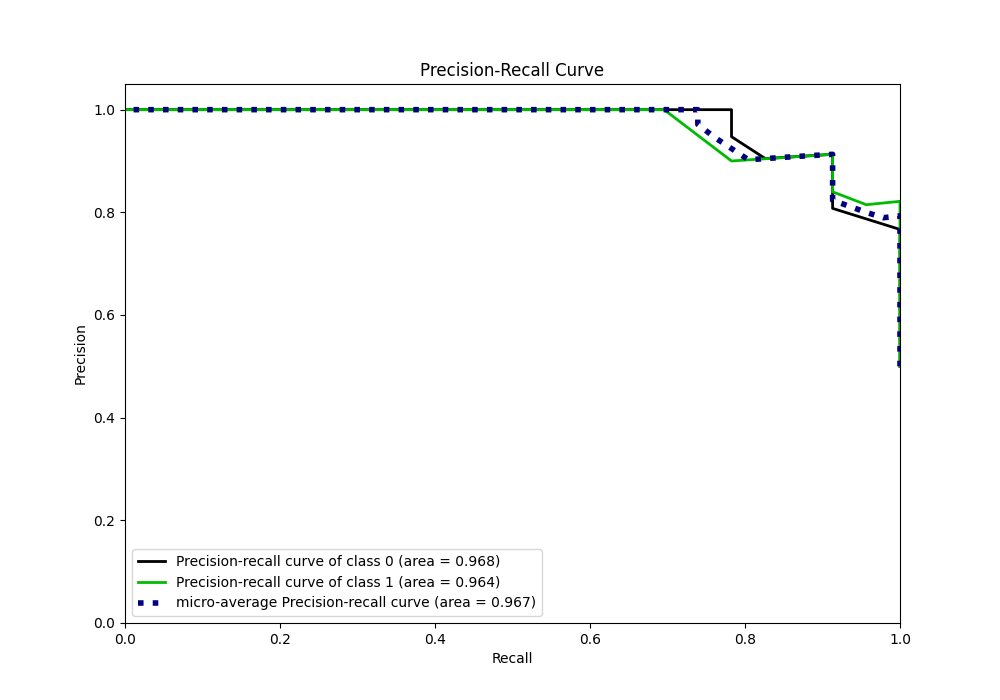 Precision-Recall Curve
1.0
0.8
0.6
0.4
0.2
0.0
Precision
Precision-recall curve of class 0 (area = 0.968)
Precision-recall curve of class 1 (area = 0.964)
micro-average Precision-recall curve (area = 0.967)
0.0 0.2 0.4 0.6 0.8 1.0
Recall